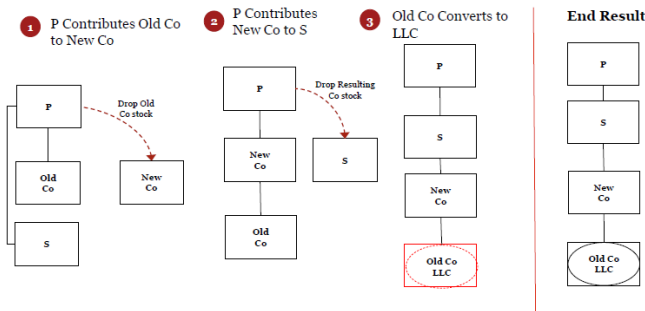 1 P Contributes Old Co
to New Co
P
Drop Old
Co stock
Old
Co
New
Co
S
2 P Contributes
New Co to S
P
Drop Resulting
Co stock
New
Co
S
Old
Co
3 Old Co Converts to
LLC
P
S
New
Co
Old Co
LLC
End Result
P
S
New
Co
Old Co
LLC